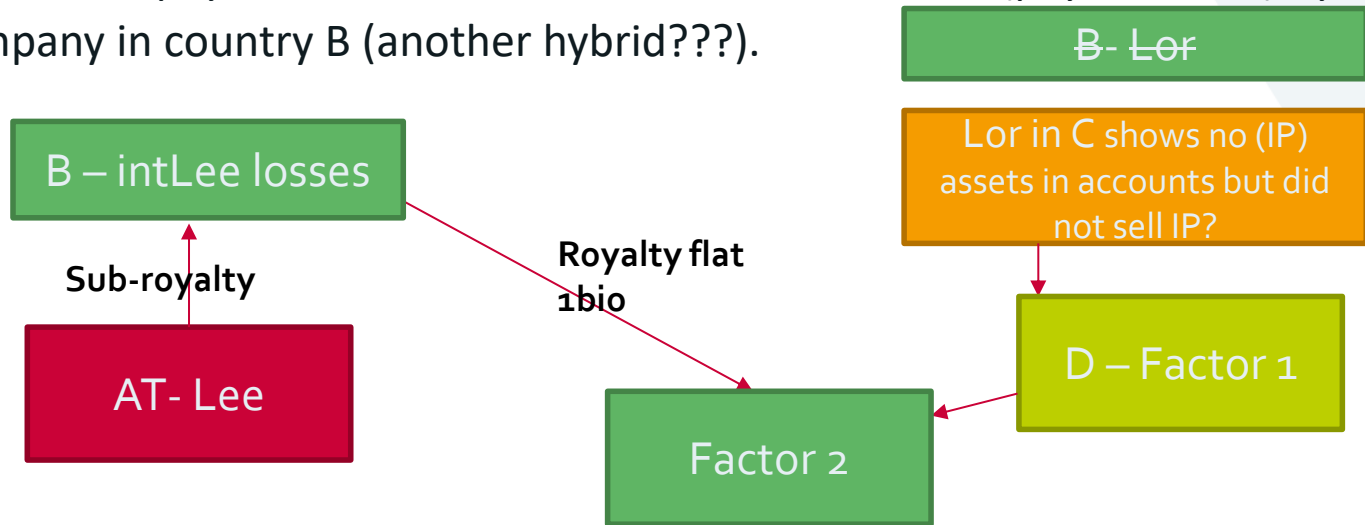 mpany in country B (another hybrid???).
B- Lor
B – intLee losses
Lor in C shows no (IP)
assets in accounts but did
not sell IP?
Sub-royalty
Royalty flat
1bio
AT- Lee
D – Factor 1
Factor 2